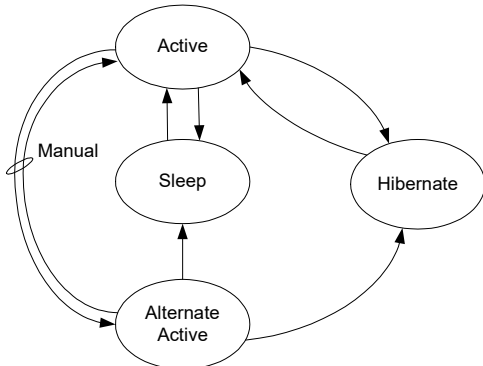 Active
Manual
Sleep
Hibernate
Alternate
Active